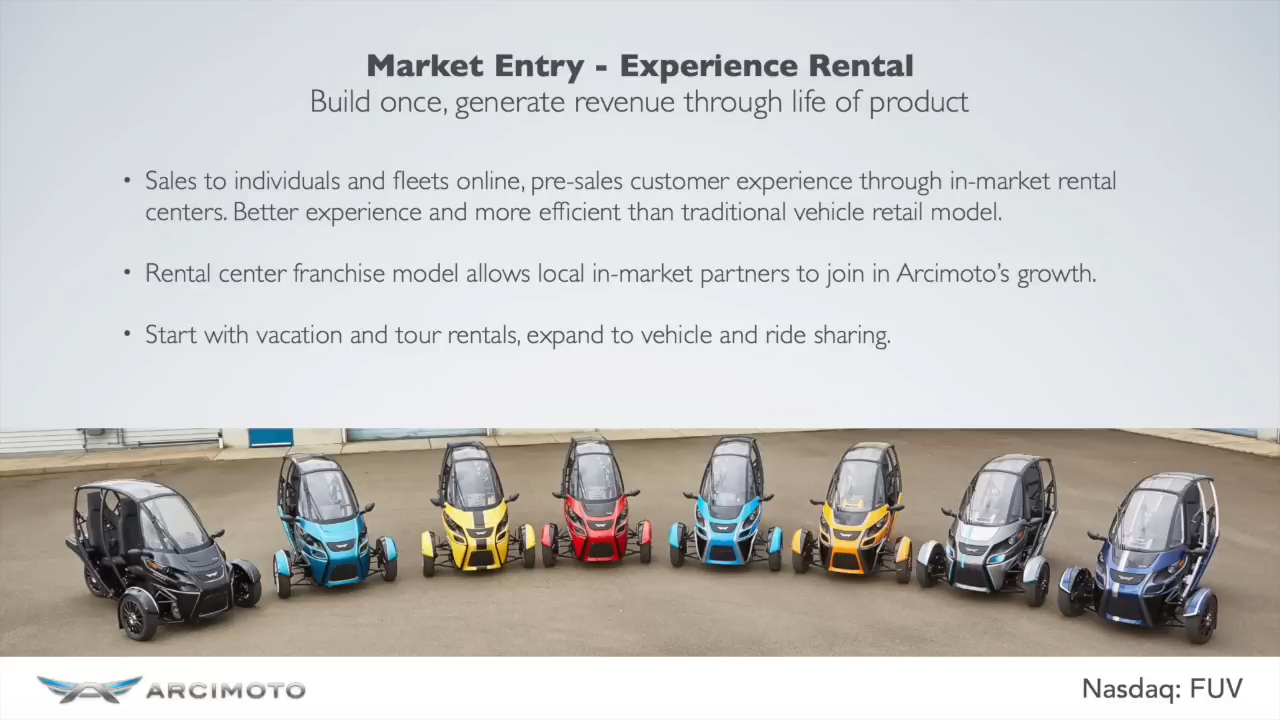 Market Entry - Experience Rental
Build once, generate revenue through life of product
• Sales to individuals and fleets online, pre-sales customer experience through in-market rental
centers. Better experience and more efficient than traditional vehicle retail model.
• Rental center franchise model allows local in-market partners to join in Arcimoto’s growth.
• Start with vacation and tour rentals, expand to vehicle and ride sharing.
ARCIMOTO
Nasdaq: FUV